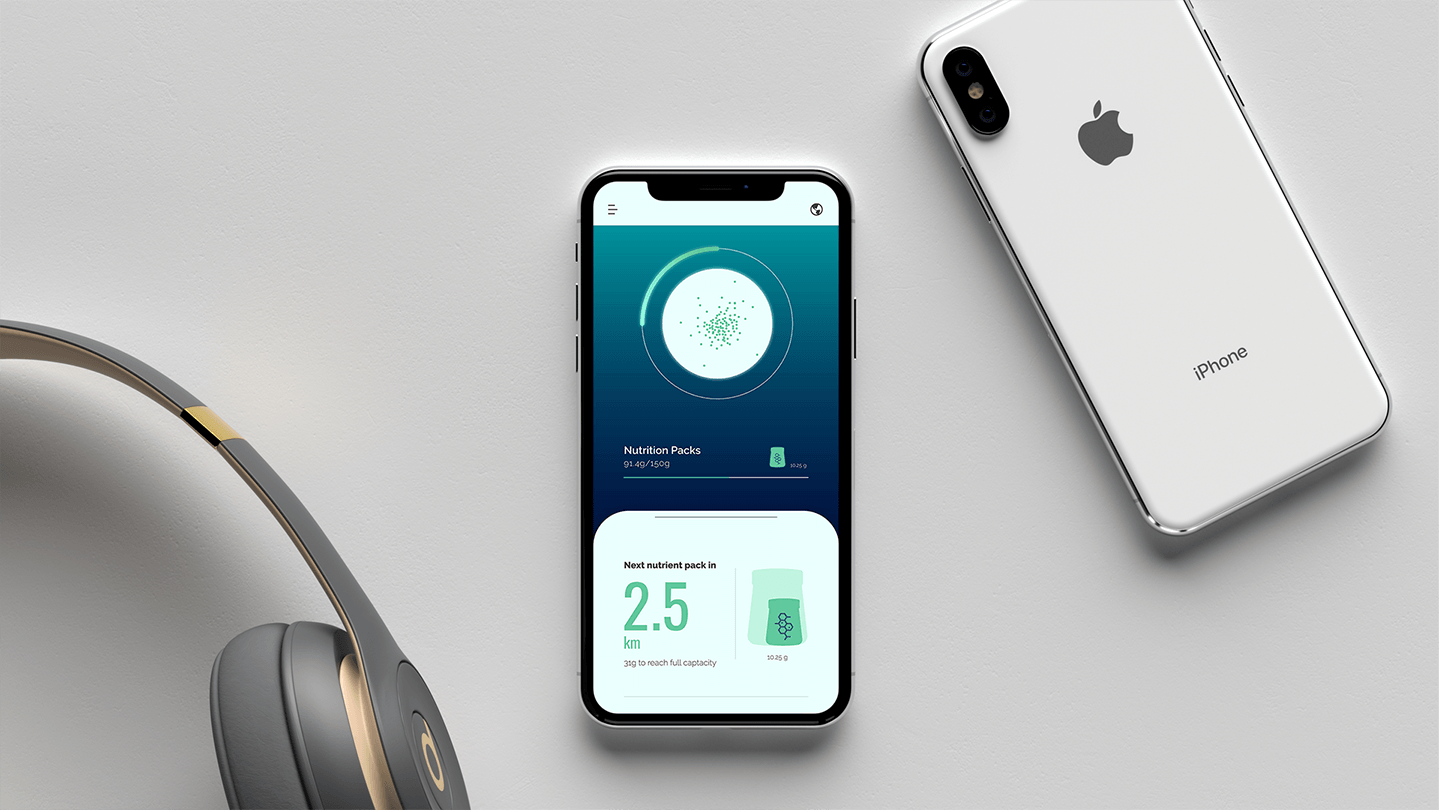 iPhone
Nutrition Packs
91.4g/150g
10.25 g
Next nutrient pack in
2.5
km
31g to reach full captacity
10.25 g